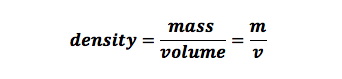 density = mass / volume = m / v